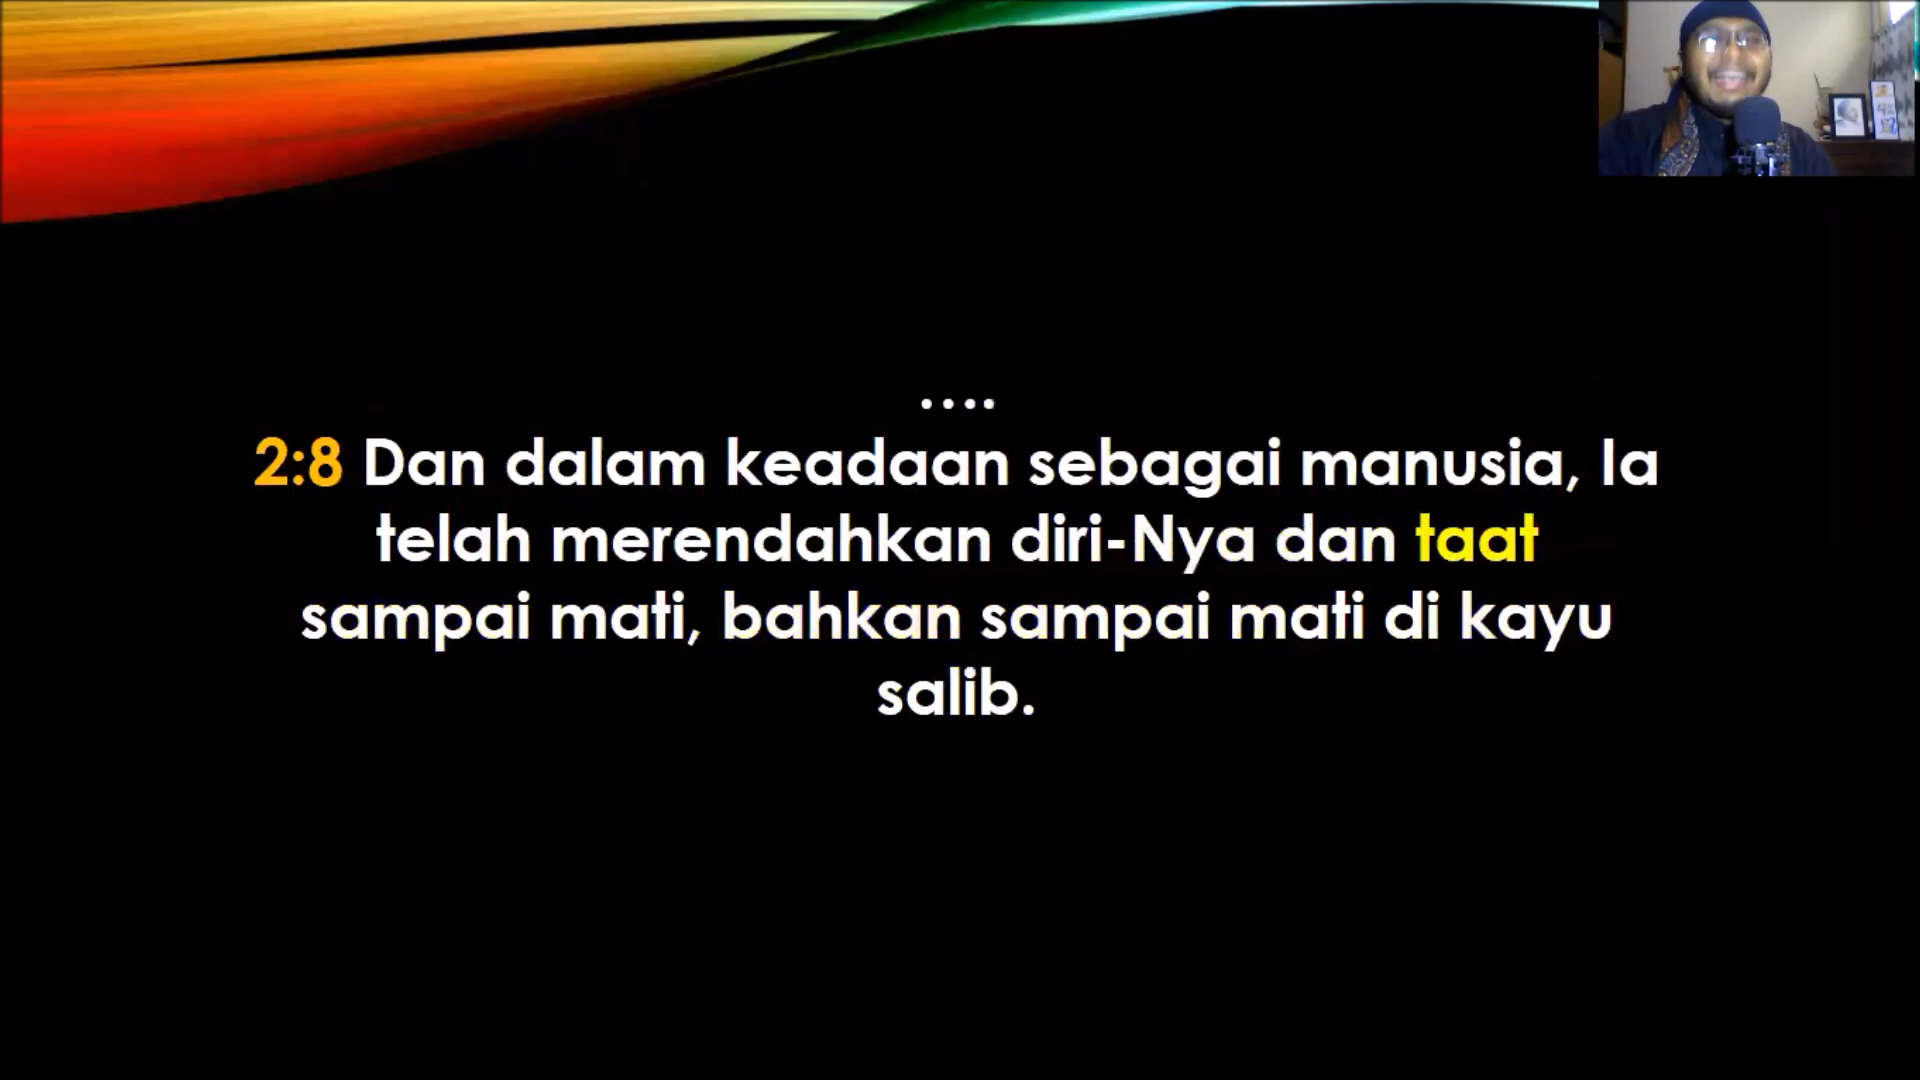 ....
2:8 Dan dalam keadaan sebagai manusia, Ia
telah merendahkan diri-Nya dan taat
sampai mati, bahkan sampai mati di kayu
salib.